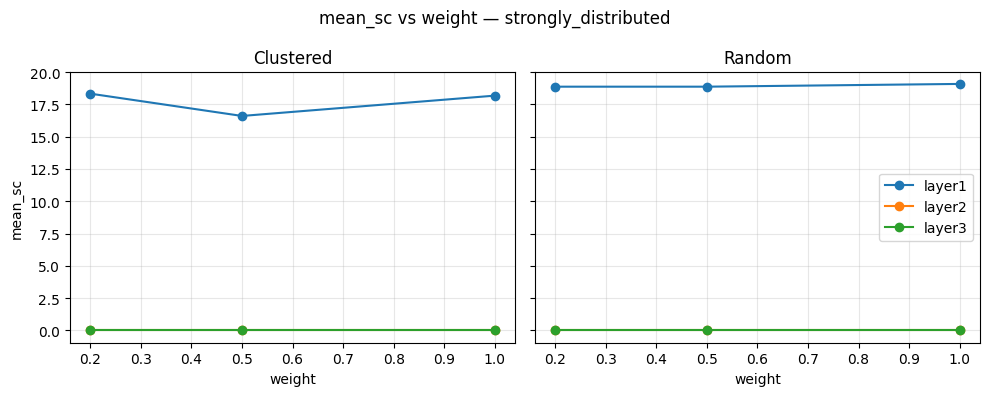 mean_sc vs weight — strongly_distributed
Clustered
Random
mean_sc
20.0
17.5
15.0
12.5
10.0
7.5
5.0
2.5
0.0
0.2 0.3 0.4 0.5 0.6 0.7 0.8 0.9 1.0
weight
layer1
layer2
layer3
0.2 0.3 0.4 0.5 0.6 0.7 0.8 0.9 1.0
weight